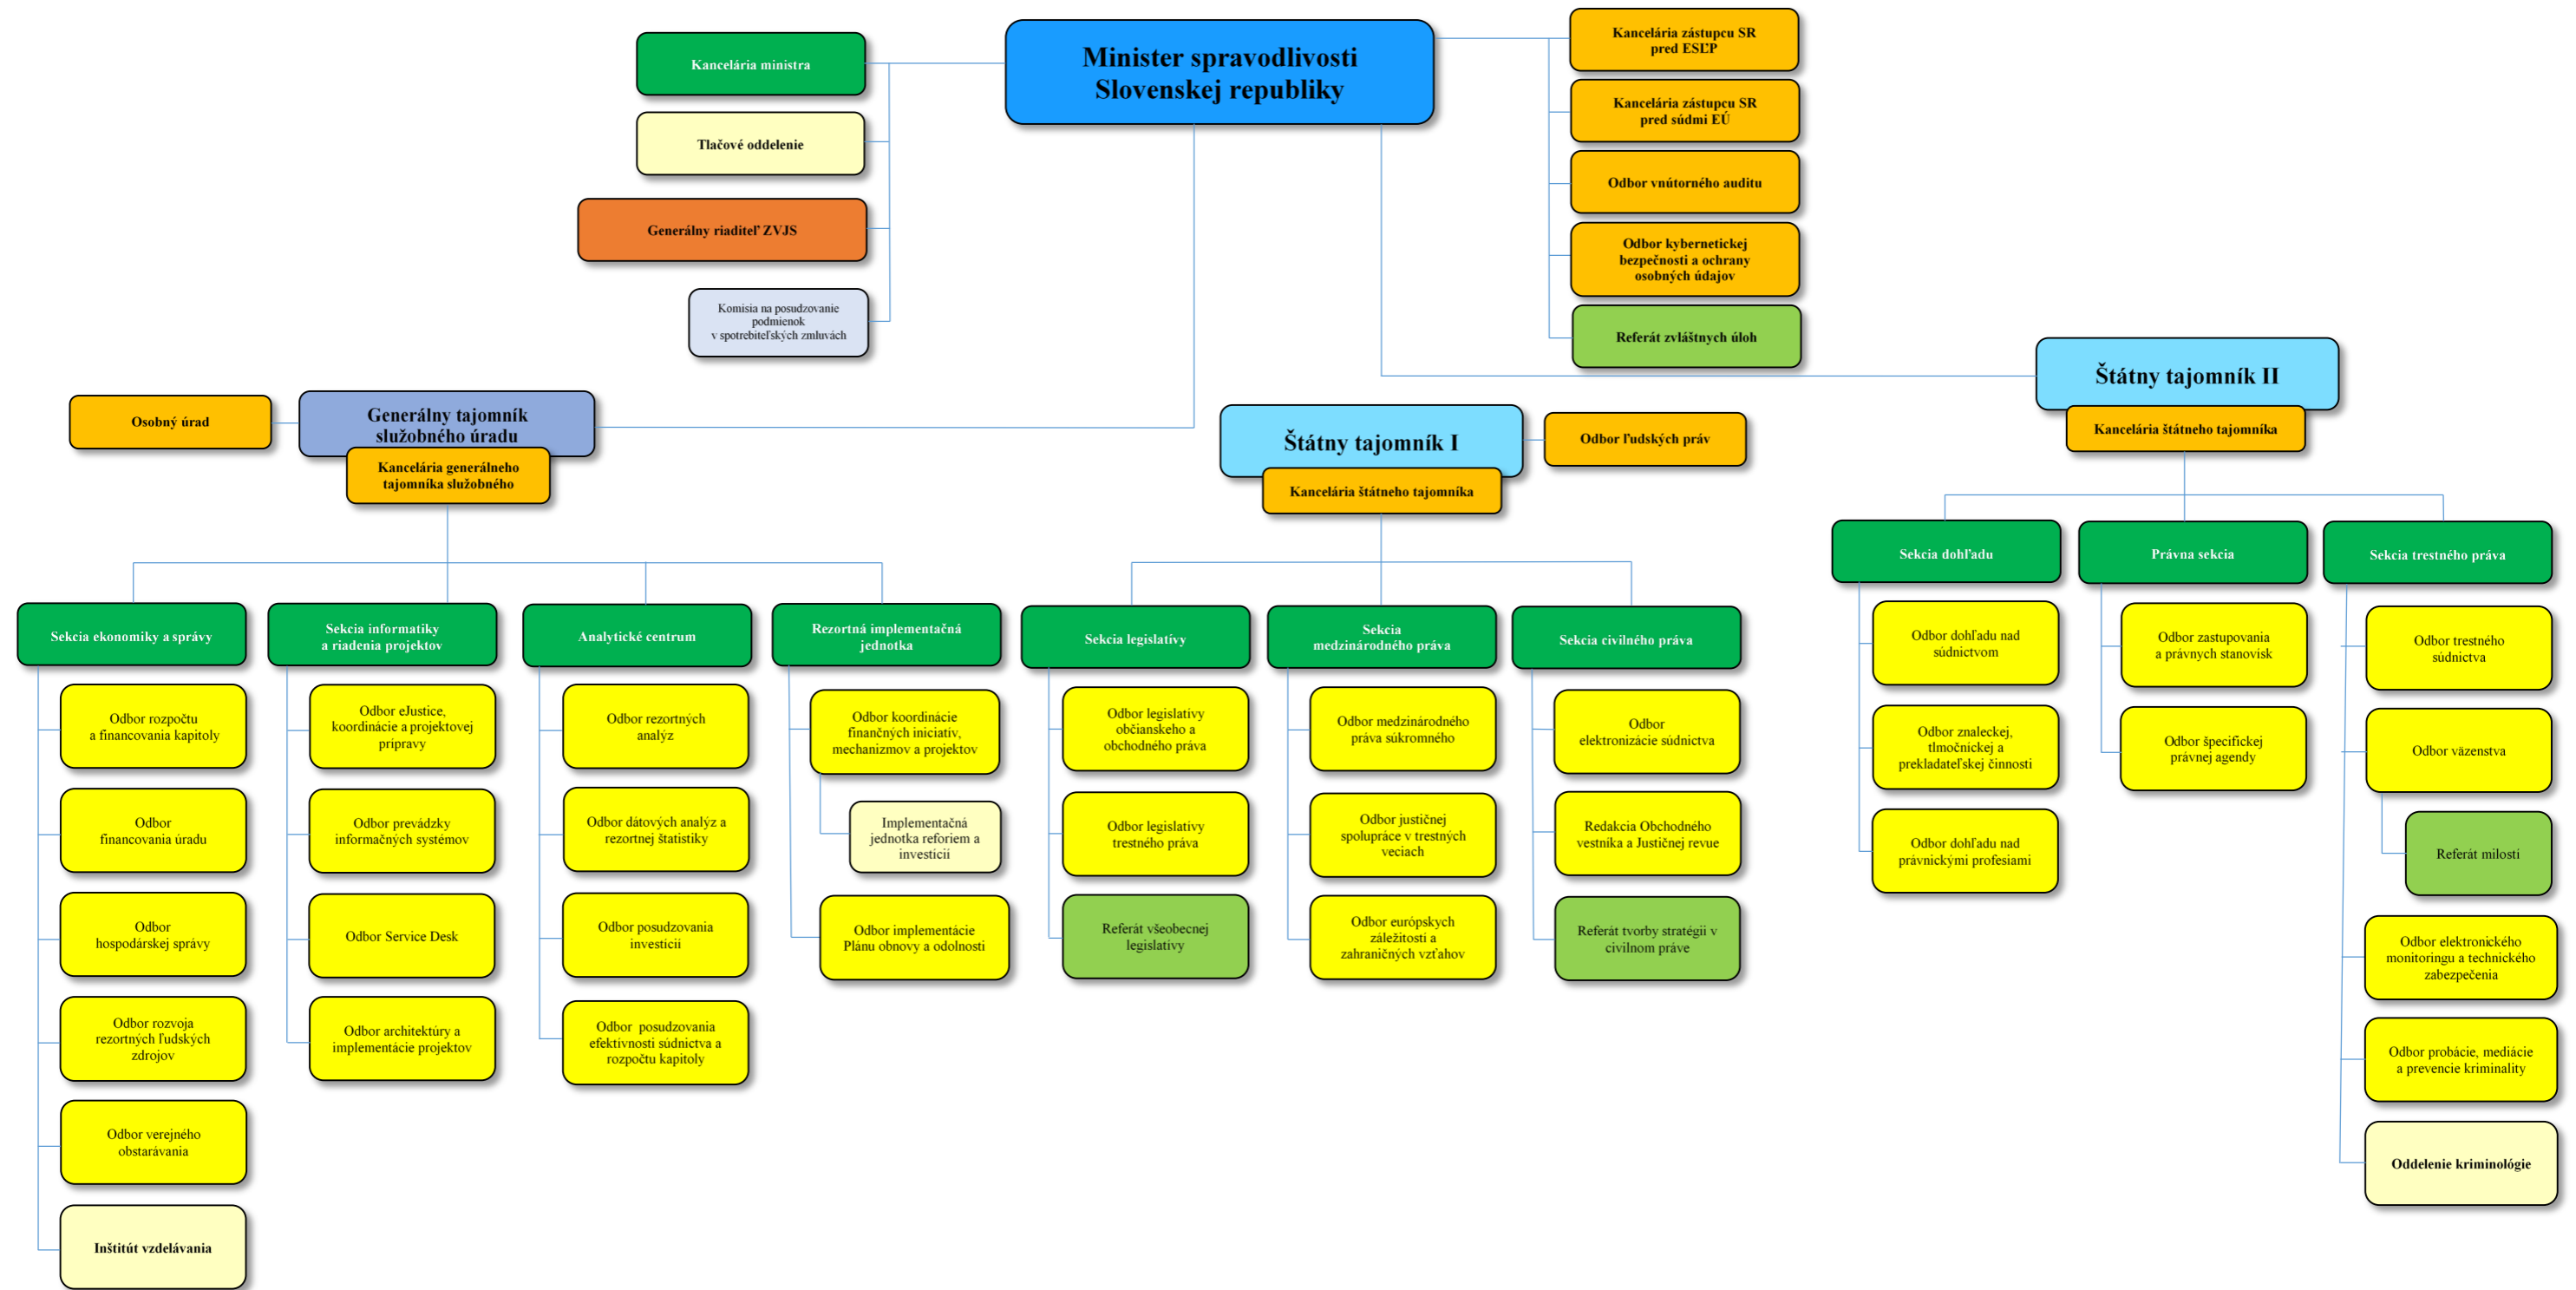 Minister spravodlivosti
Slovenskej republiky
Kancelária ministra
Tlačové oddelenie
Generálny riaditeľ ZVJS
Komisia na posudzovanie
podmienok
v spotrebiteľských zmluvách
Kancelária zástupcu SR
pred ESĽP
Kancelária zástupcu SR
pred súdmi EÚ
Odbor vnútorného auditu
Odbor kybernetickej
bezpečnosti a ochrany
osobných údajov
Referát zvláštnych úloh
Osobný úrad
Generálny tajomník
služobného úradu
Kancelária generálneho
tajomníka služobného
Štátny tajomník I
Kancelária štátneho tajomníka
Odbor ľudských práv
Štátny tajomník II
Kancelária štátneho tajomníka
Sekcia ekonomiky a správy
Odbor rozpočtu
a financovania kapitoly
Odbor
financovania úradu
Odbor
hospodárskej správy
Odbor rozvoja
rezortných ľudských
zdrojov
Odbor verejného
obstarávania
Inštitút vzdelávania
Sekcia informatiky
a riadenia projektov
Odbor eJustice,
koordinácie a projektovej
prípravy
Odbor prevádzky
informačných systémov
Odbor Service Desk
Odbor architektúry a
implementácie projektov
Analytické centrum
Odbor rezortných
analýz
Odbor dátových analýz a
rezortnej štatistiky
Odbor posudzovania
investícií
Odbor  posudzovania
efektívnosti súdnictva a
rozpočtu kapitoly
Rezortná implementačná
jednotka
Odbor koordinácie
finančných iniciatív,
mechanizmov a projektov
Implementačná
jednotka reforiem a
investícií
Odbor implementácie
Plánu obnovy a odolnosti
Sekcia legislatívy
Odbor legislatívy
občianskeho a
obchodného práva
Odbor legislatívy
trestného práva
Referát všeobecnej
legislatívy
Sekcia
medzinárodného práva
Odbor medzinárodného
práva súkromného
Odbor justičnej
spolupráce v trestných
veciach
Odbor európskych
záležitostí a
zahraničných vzťahov
Sekcia civilného práva
Odbor
elektronizácie súdnictva
Redakcia Obchodného
vestníka a Justičnej revue
Referát tvorby stratégií v
civilnom práve
Sekcia dohľadu
Odbor dohľadu nad
súdnictvom
Odbor znaleckej,
tlmočníckej a
prekladateľskej činnosti
Odbor dohľadu nad
právnickými profesiami
Právna sekcia
Odbor zastupovania
a právnych stanovísk
Odbor špecifickej
právnej agendy
Sekcia trestného práva
Odbor trestného
súdnictva
Odbor väzenstva
Referát milostí
Odbor elektronického
monitoringu a technického
zabezpečenia
Odbor probácie, mediácie
a prevencie kriminality
Oddelenie kriminológie